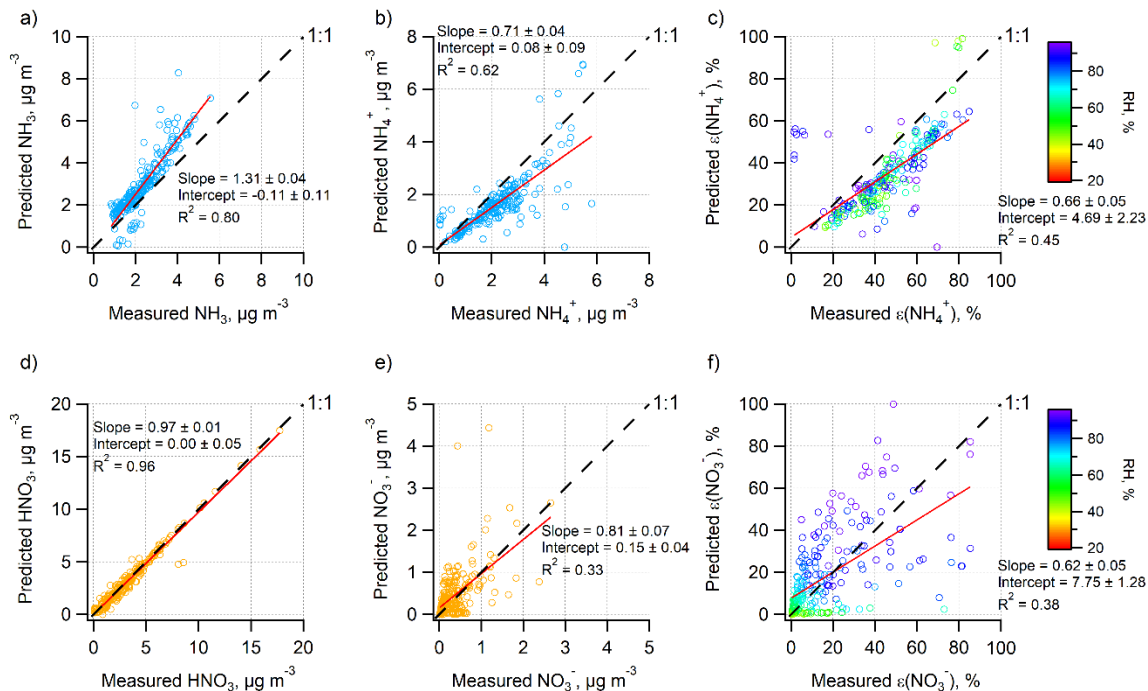 a)
1:1
10
8
6
4
2
0
Predicted NH₃, µg m⁻³
Slope = 1.31 ± 0.04
Intercept = -0.11 ± 0.11
R² = 0.80
0 2 4 6 8 10
Measured NH₃, µg m⁻³
b)
1:1
8
6
4
2
0
Predicted NH₄⁺, µg m⁻³
Slope = 0.71 ± 0.04
Intercept = 0.08 ± 0.09
R² = 0.62
0 2 4 6 8
Measured NH₄⁺, µg m⁻³
c)
1:1
100
80
60
40
20
0
Predicted ε(NH₄⁺), %
0 20 40 60 80 100
Measured ε(NH₄⁺), %
80
60
40
20
RH, %
Slope = 0.66 ± 0.05
Intercept = 4.69 ± 2.23
R² = 0.45
d)
1:1
20
15
10
5
0
Predicted HNO₃, µg m⁻³
Slope = 0.97 ± 0.01
Intercept = 0.00 ± 0.05
R² = 0.96
0 5 10 15 20
Measured HNO₃, µg m⁻³
e)
1:1
5
4
3
2
1
0
Predicted NO₃⁻, µg m⁻³
Slope = 0.81 ± 0.07
Intercept = 0.15 ± 0.04
R² = 0.33
0 1 2 3 4 5
Measured NO₃⁻, µg m⁻³
f)
1:1
100
80
60
40
20
0
Predicted ε(NO₃⁻), %
0 20 40 60 80 100
Measured ε(NO₃⁻), %
80
60
40
20
RH, %
Slope = 0.62 ± 0.05
Intercept = 7.75 ± 1.28
R² = 0.38